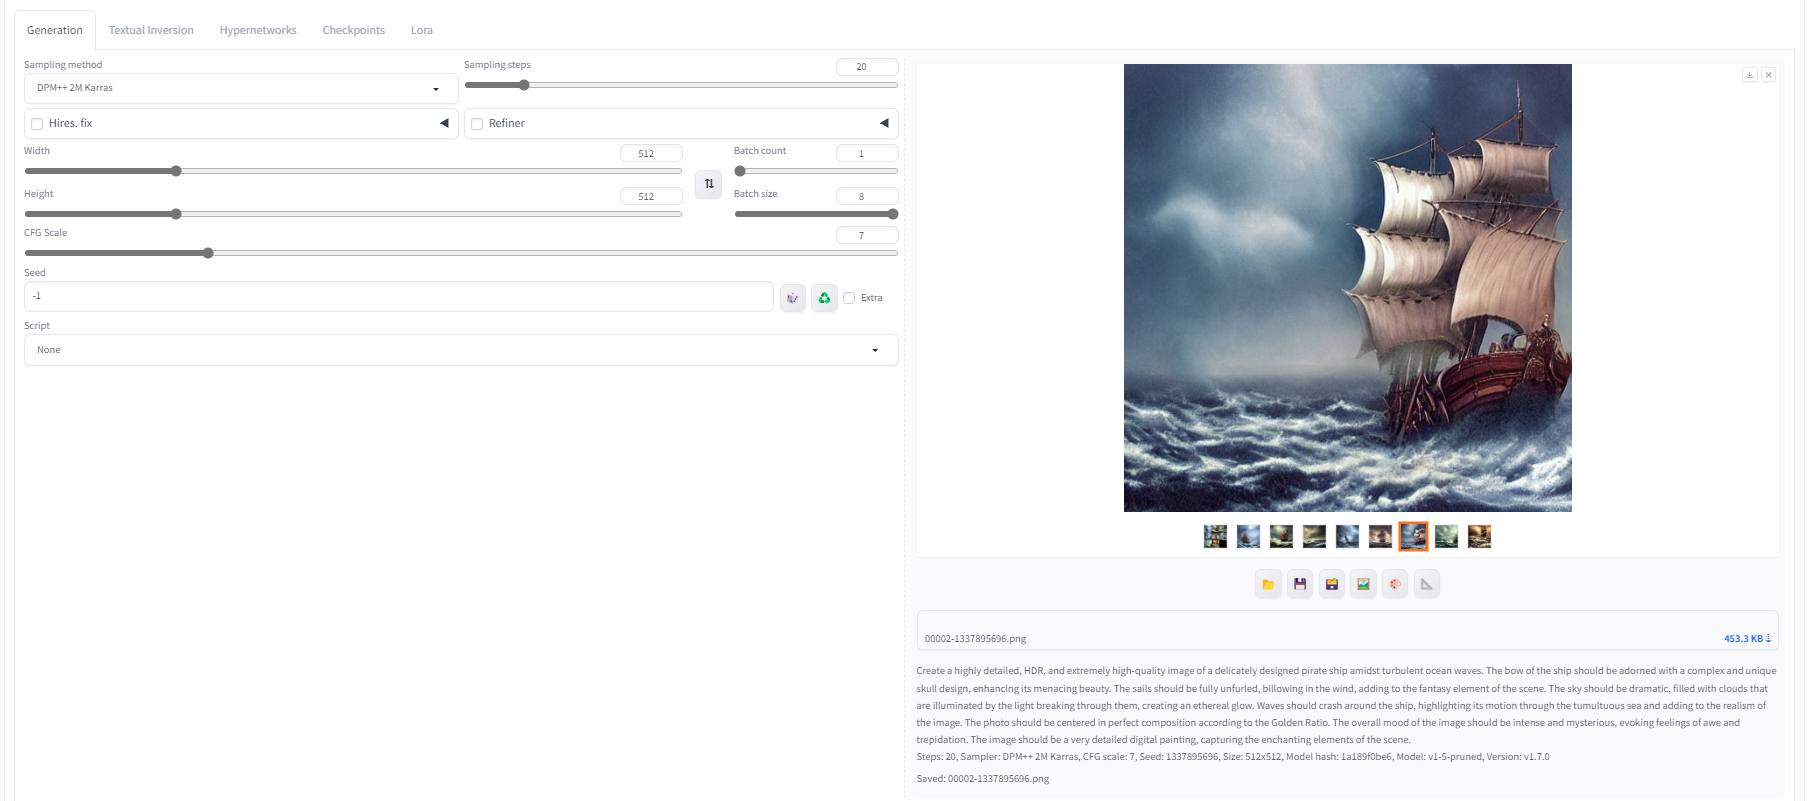 Generation Textual Inversion Hypernetworks Checkpoints Lora
Sampling method
DPM++ 2M Karras
Sampling steps
20
Hires. fix
Refiner
Width
512
Height
512
Batch count
1
Batch size
8
CFG Scale
7
Seed
-1
Extra
Script
None
00002-1337895696.png
453.3 KB ⇣
Create a highly detailed, HDR, and extremely high-quality image of a delicately designed pirate ship amidst turbulent ocean waves. The bow of the ship should be adorned with a complex and unique
skull design, enhancing its menacing beauty. The sails should be fully unfurled, billowing in the wind, adding to the fantasy element of the scene. The sky should be dramatic, filled with clouds that
are illuminated by the light breaking through them, creating an ethereal glow. Waves should crash around the ship, highlighting its motion through the tumultuous sea and adding to the realism of
the image. The photo should be centered in perfect composition according to the Golden Ratio. The overall mood of the image should be intense and mysterious, evoking feelings of awe and
trepidation. The image should be a very detailed digital painting, capturing the enchanting elements of the scene.
Steps: 20, Sampler: DPM++ 2M Karras, CFG scale: 7, Seed: 1337895696, Size: 512x512, Model hash: 1a189f0be6, Model: v1-5-pruned, Version: v1.7.0
Saved: 00002-1337895696.png